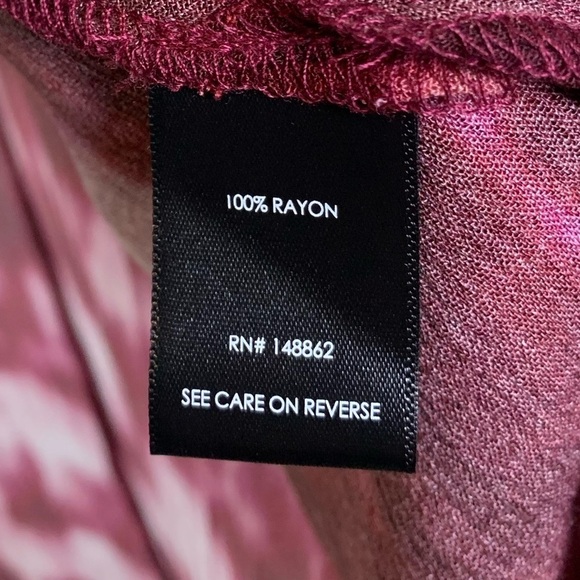 100% RAYON
RN# 148862
SEE CARE ON REVERSE